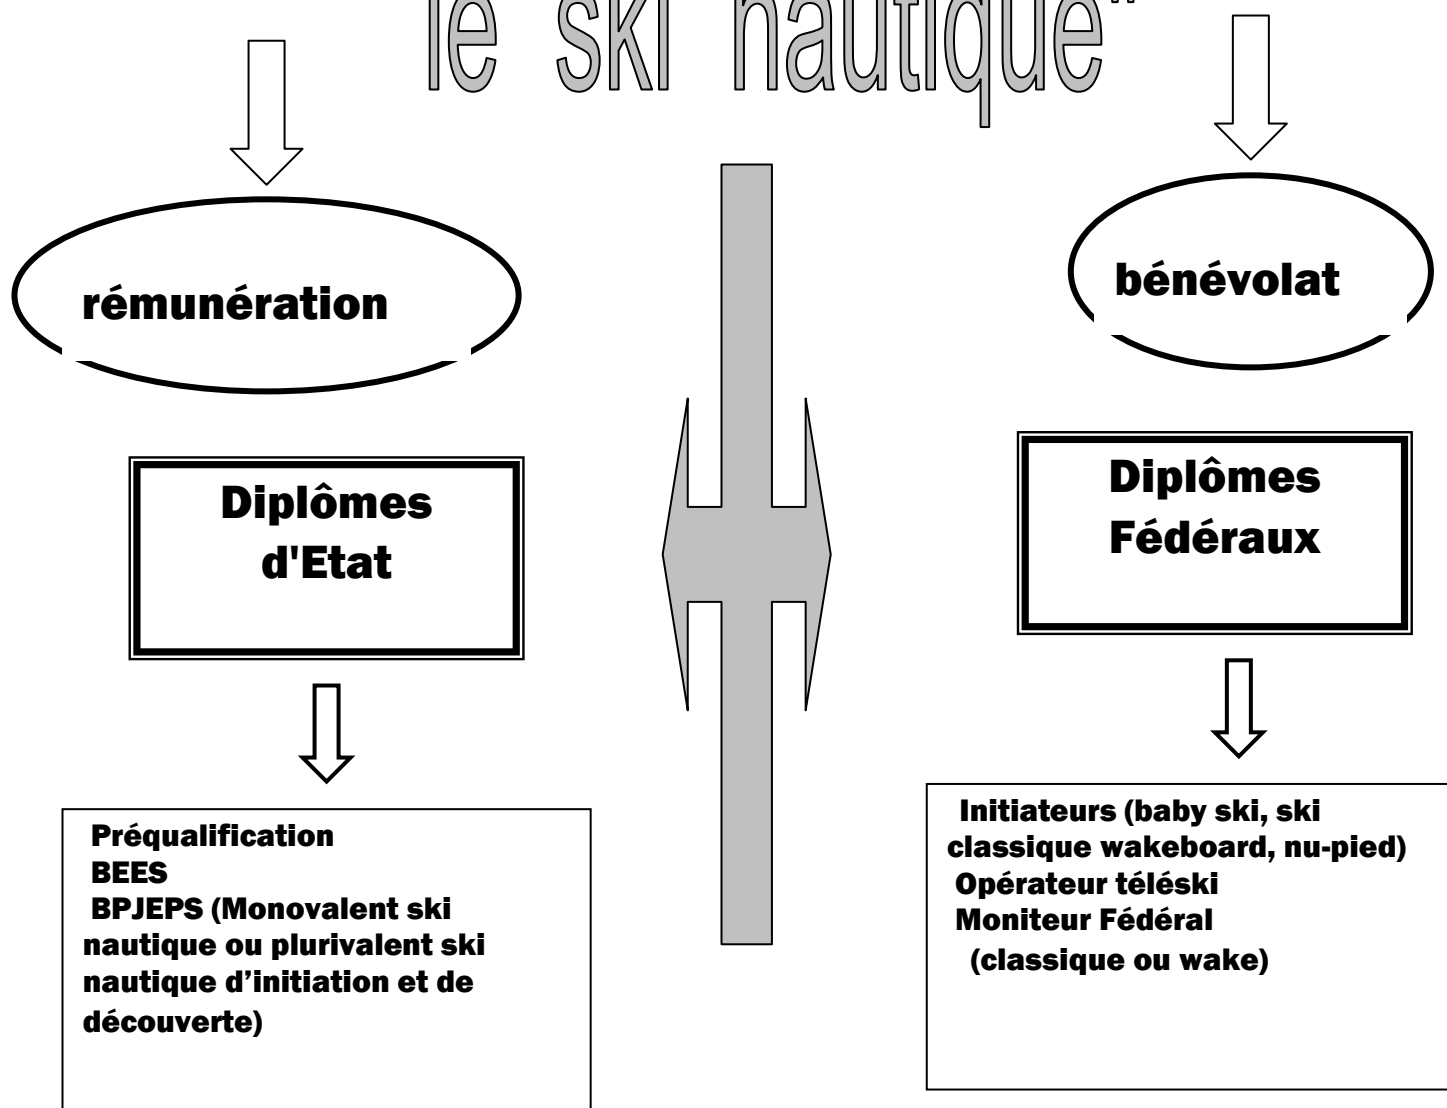 le ski nautique"
rémunération
bénévolat
Diplômes
d'Etat
Diplômes
Fédéraux
Préqualification
BEES
BPJEPS (Monovalent ski
nautique ou plurivalent ski
nautique d’initiation et de
découverte)
Initiateurs (baby ski, ski
classique wakeboard, nu-pied)
Opérateur téléski
Moniteur Fédéral
(classique ou wake)